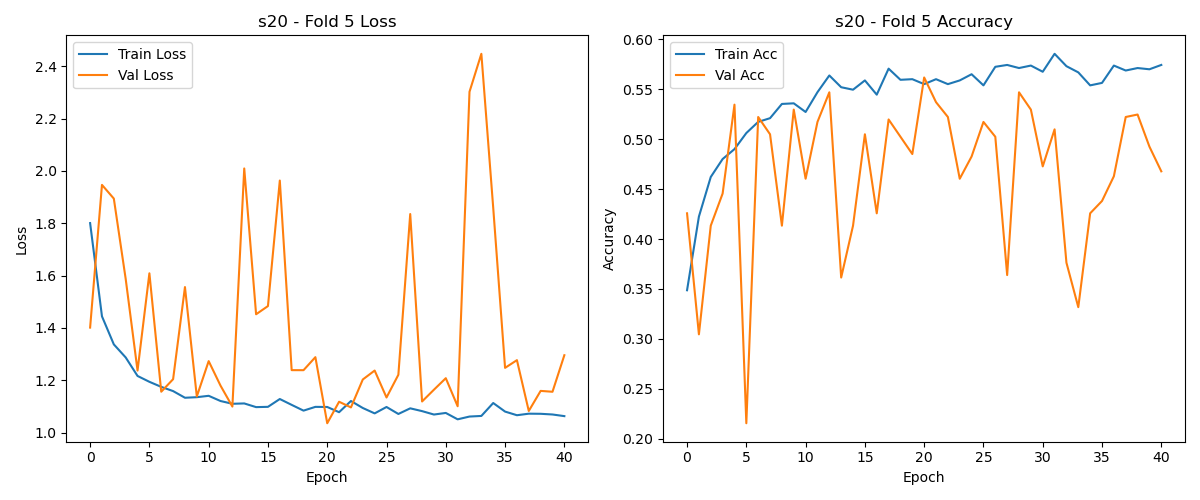 s20 - Fold 5 Loss
Train Loss
Val Loss
Loss
2.4
2.2
2.0
1.8
1.6
1.4
1.2
1.0
0 5 10 15 20 25 30 35 40
Epoch
s20 - Fold 5 Accuracy
Train Acc
Val Acc
Accuracy
0.60
0.55
0.50
0.45
0.40
0.35
0.30
0.25
0.20
0 5 10 15 20 25 30 35 40
Epoch